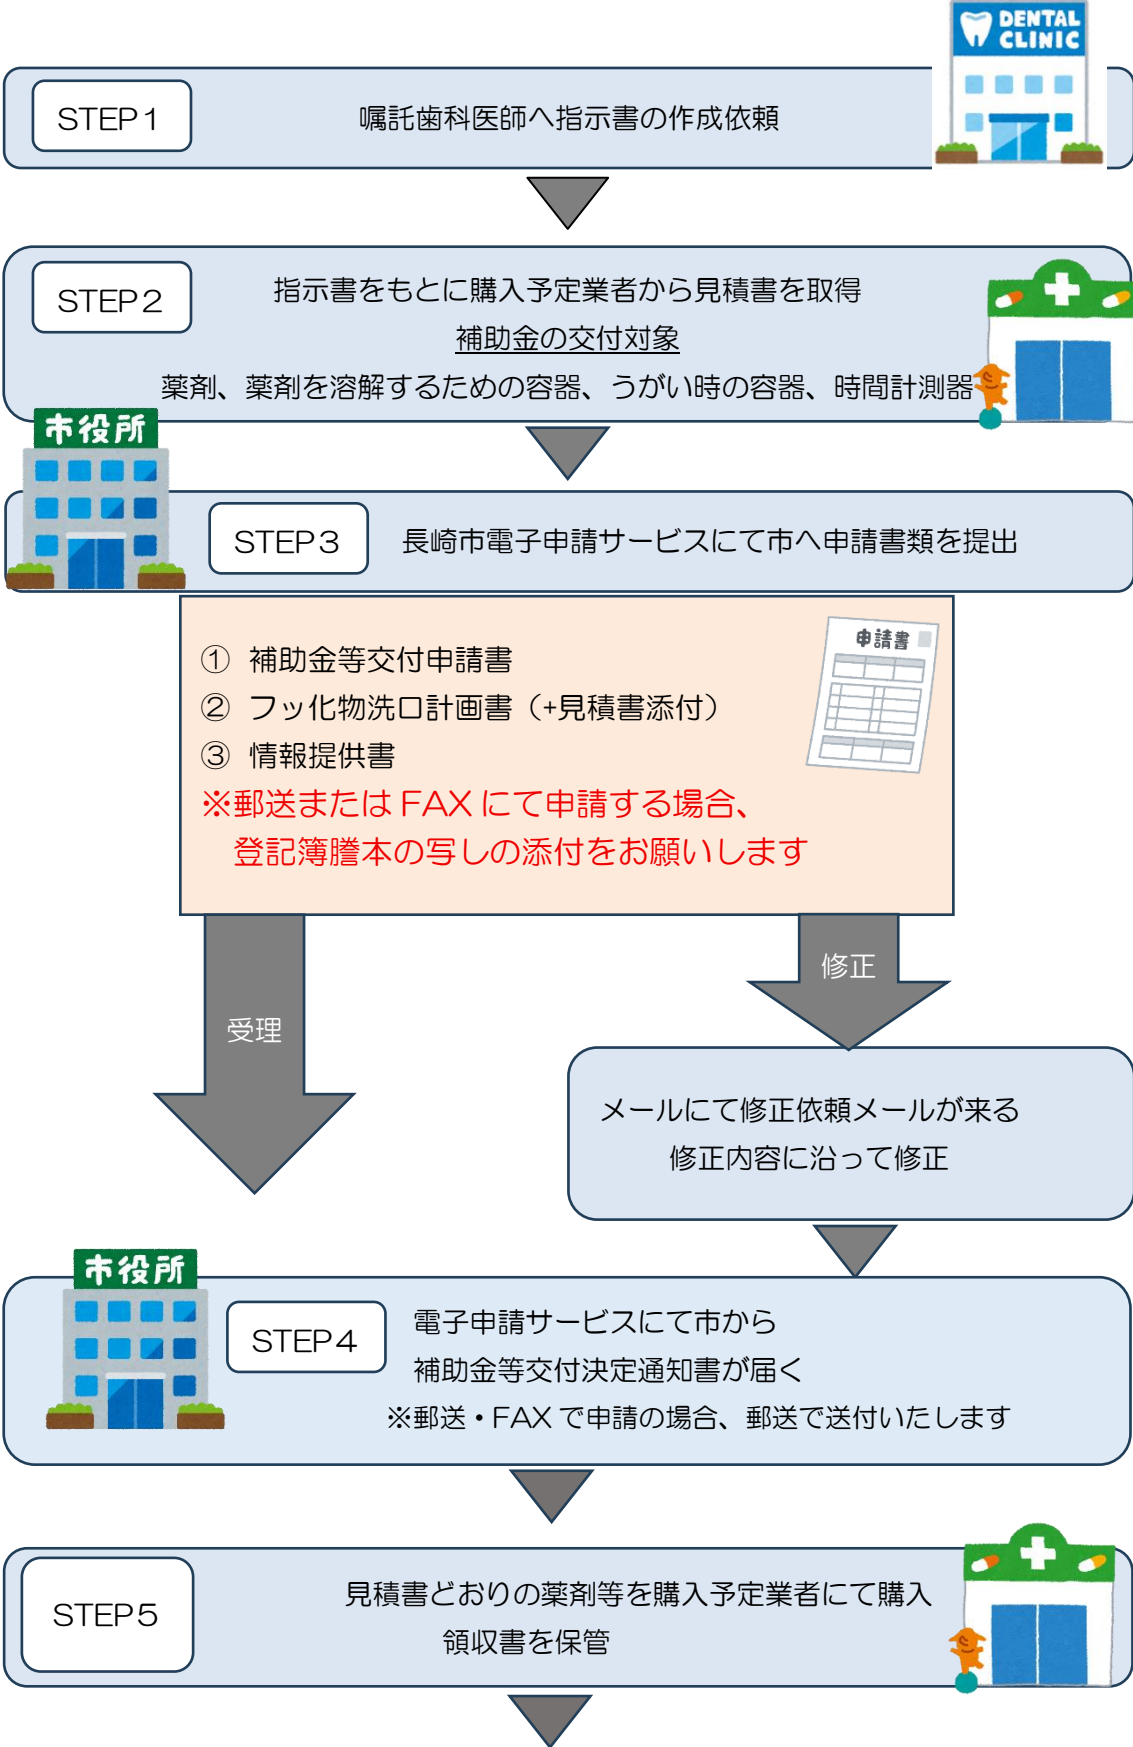 DENTAL
CLINIC
STEP1
嘱託歯科医師へ指示書の作成依頼
STEP2
指示書をもとに購入予定業者から見積書を取得
補助金の交付対象
薬剤、薬剤を溶解するための容器、うがい時の容器、時間計測器
市役所
STEP3
長崎市電子申請サービスにて市へ申請書類を提出
申請書
① 補助金等交付申請書
② フッ化物洗口計画書（+見積書添付）
③ 情報提供書
※郵送または FAX にて申請する場合、
登記簿謄本の写しの添付をお願いします
修正
受理
メールにて修正依頼メールが来る
修正内容に沿って修正
市役所
STEP4
電子申請サービスにて市から
補助金等交付決定通知書が届く
※郵送・FAX で申請の場合、郵送で送付いたします
STEP5
見積書どおりの薬剤等を購入予定業者にて購入
領収書を保管